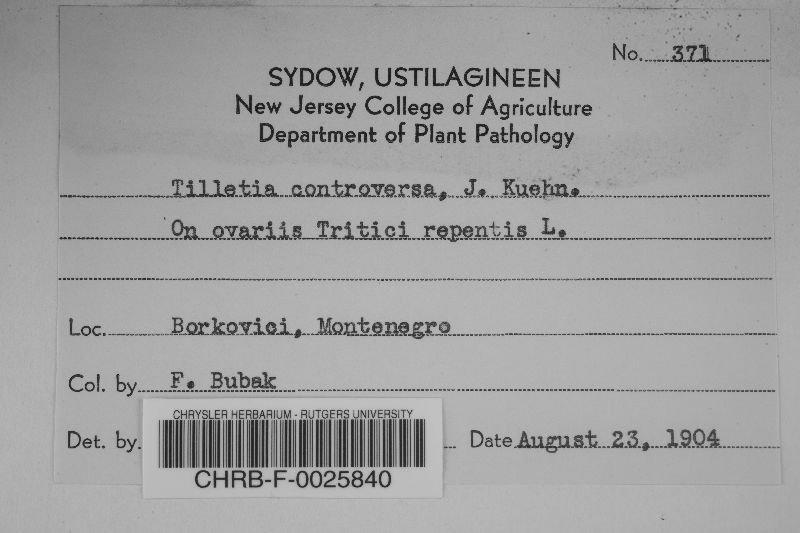 No. 371
SYDOW, USTILAGINEEN
New Jersey College of Agriculture
Department of Plant Pathology
Tilletia controversa, J. Kuehn.
On ovariis Tritici repentis L.
Loc. Borkovici, Montenegro
Col. by F. Bubak
Det. by. Date August 23, 1904
CHRYSLER HERBARIUM - RUTGERS UNIVERSITY
CHRB-F-0025840